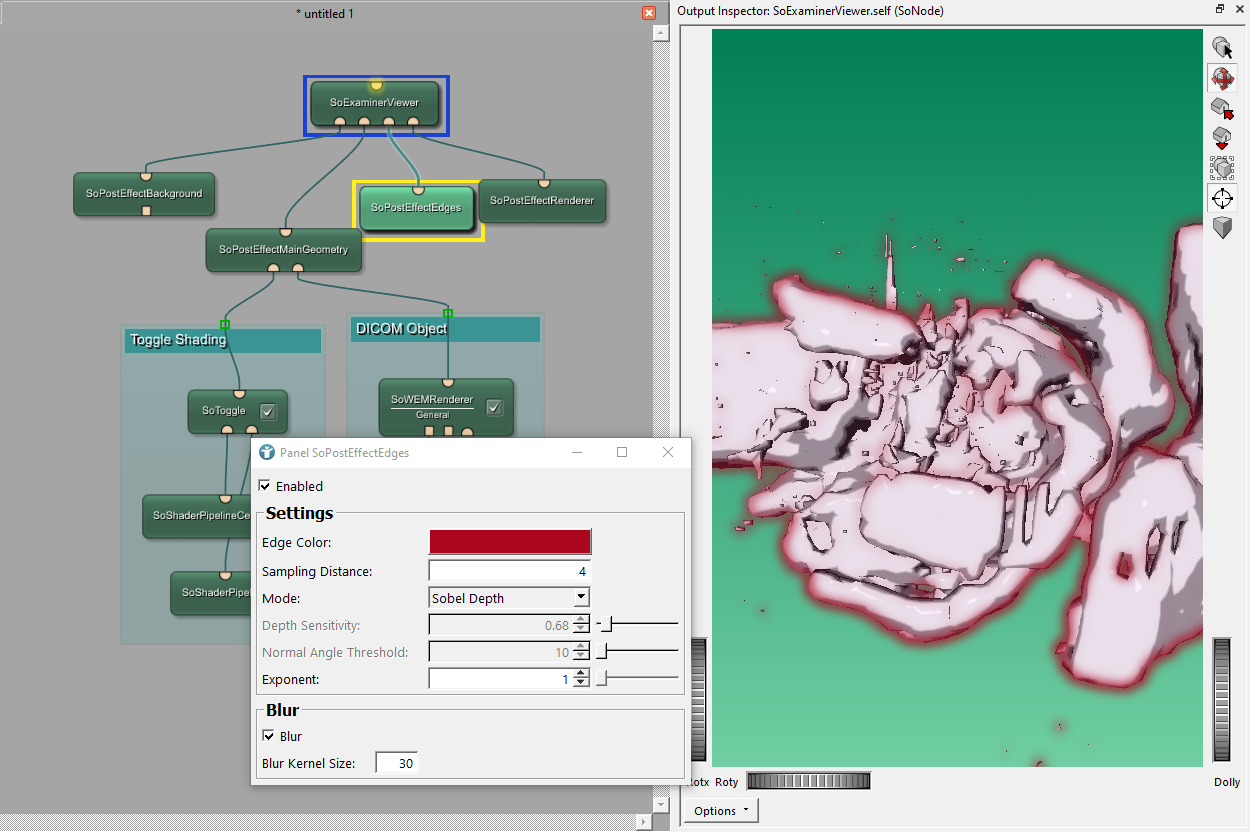 * untitled 1
Output Inspector: SoExaminerViewer.self (SoNode)
SoExaminerViewer
SoPostEffectBackground
SoPostEffectEdges
SoPostEffectRenderer
SoPostEffectMainGeometry
Toggle Shading
DICOM Object
SoToggle
SoWEMRenderer
General
SoShaderPipelineCe
SoShaderPipel
Panel SoPostEffectEdges
Enabled
Settings
Edge Color:
Sampling Distance: 4
Mode: Sobel Depth
Depth Sensitivity: 0.68
Normal Angle Threshold: 10
Exponent: 1
Blur
Blur
Blur Kernel Size: 30
otx Roty
Dolly
Options